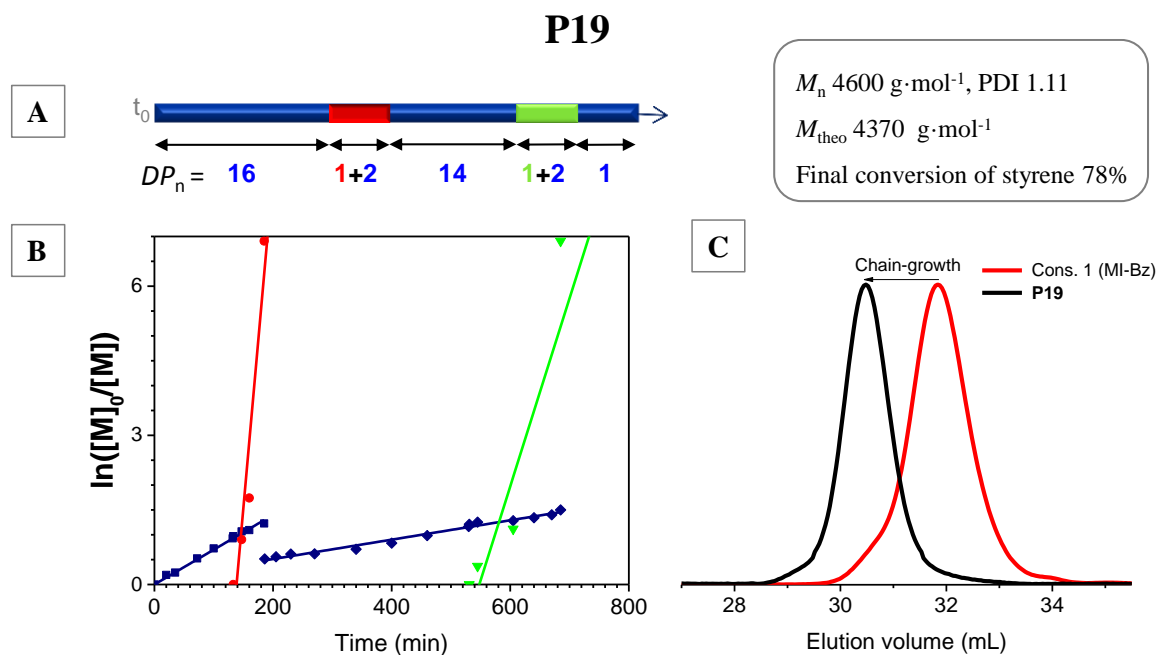 P19
A
t0
DPn = 16 1+2 14 1+2 1
Mn 4600 g·mol-1, PDI 1.11
Mtheo 4370 g·mol-1
Final conversion of styrene 78%
B
ln([M]0/[M])
6
3
0
0 200 400 600 800
Time (min)
C
Chain-growth
Cons. 1 (MI-Bz)
P19
28 30 32 34
Elution volume (mL)